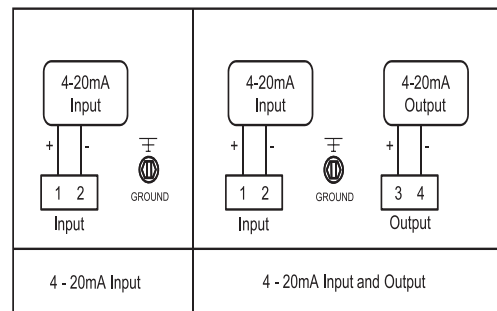 4-20mA
Input
+ -
1 2
Input
GROUND
4 - 20mA Input
4-20mA
Input
+ -
1 2
Input
GROUND
4-20mA
Output
+ -
3 4
Output
4 - 20mA Input and Output